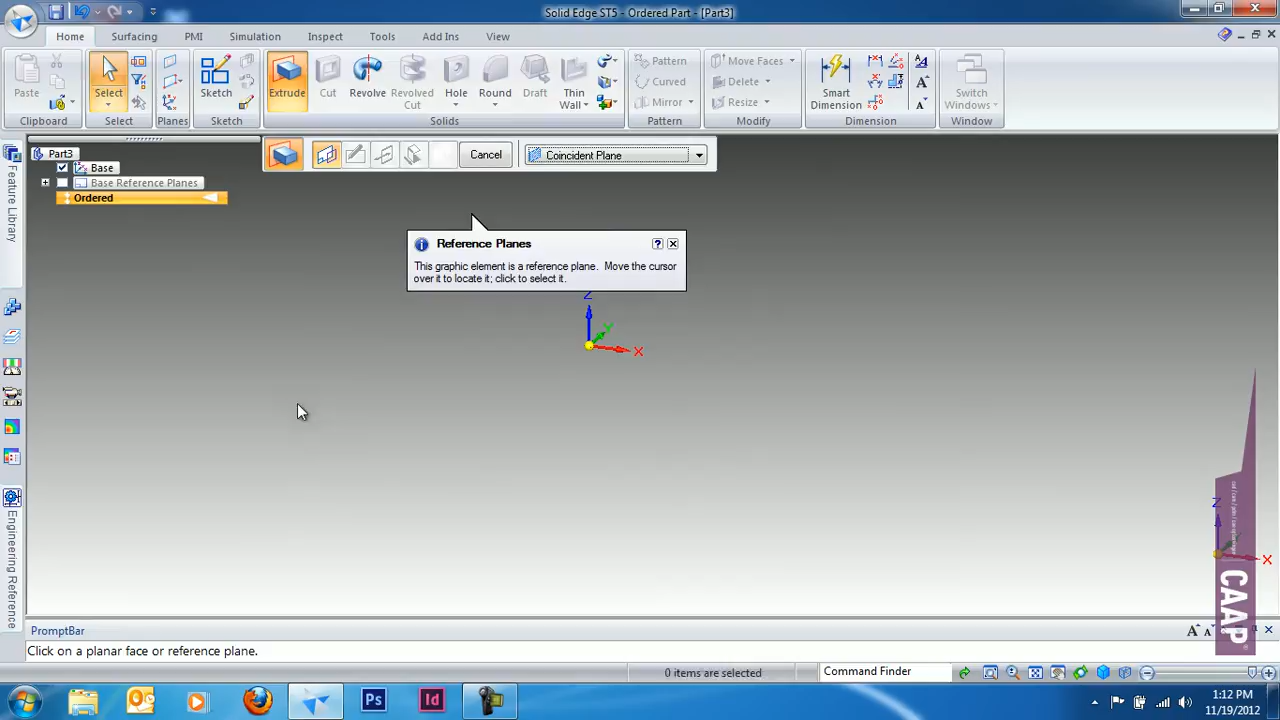 Solid Edge ST5 - Ordered Part - [Part3]
Home Surfacing PMI Simulation Inspect Tools Add Ins View
Paste
Clipboard
Select
Select
Planes
Sketch
Sketch
Extrude
Cut
Revolve
Revolved Cut
Hole
Round
Draft
Thin Wall
Solids
Pattern
Curved
Mirror
Pattern
Move Faces
Delete
Resize
Modify
Smart Dimension
Dimension
Switch Windows
Window
Cancel
Coincident Plane
Part3
Base
Base Reference Planes
Ordered
Feature Library
Engineering Reference
Reference Planes
This graphic element is a reference plane. Move the cursor
over it to locate it; click to select it.
Z
Y
X
Z
X
CAAP
PromptBar
Click on a planar face or reference plane.
0 items are selected
Command Finder
Ps
Id
1:12 PM
11/19/2012